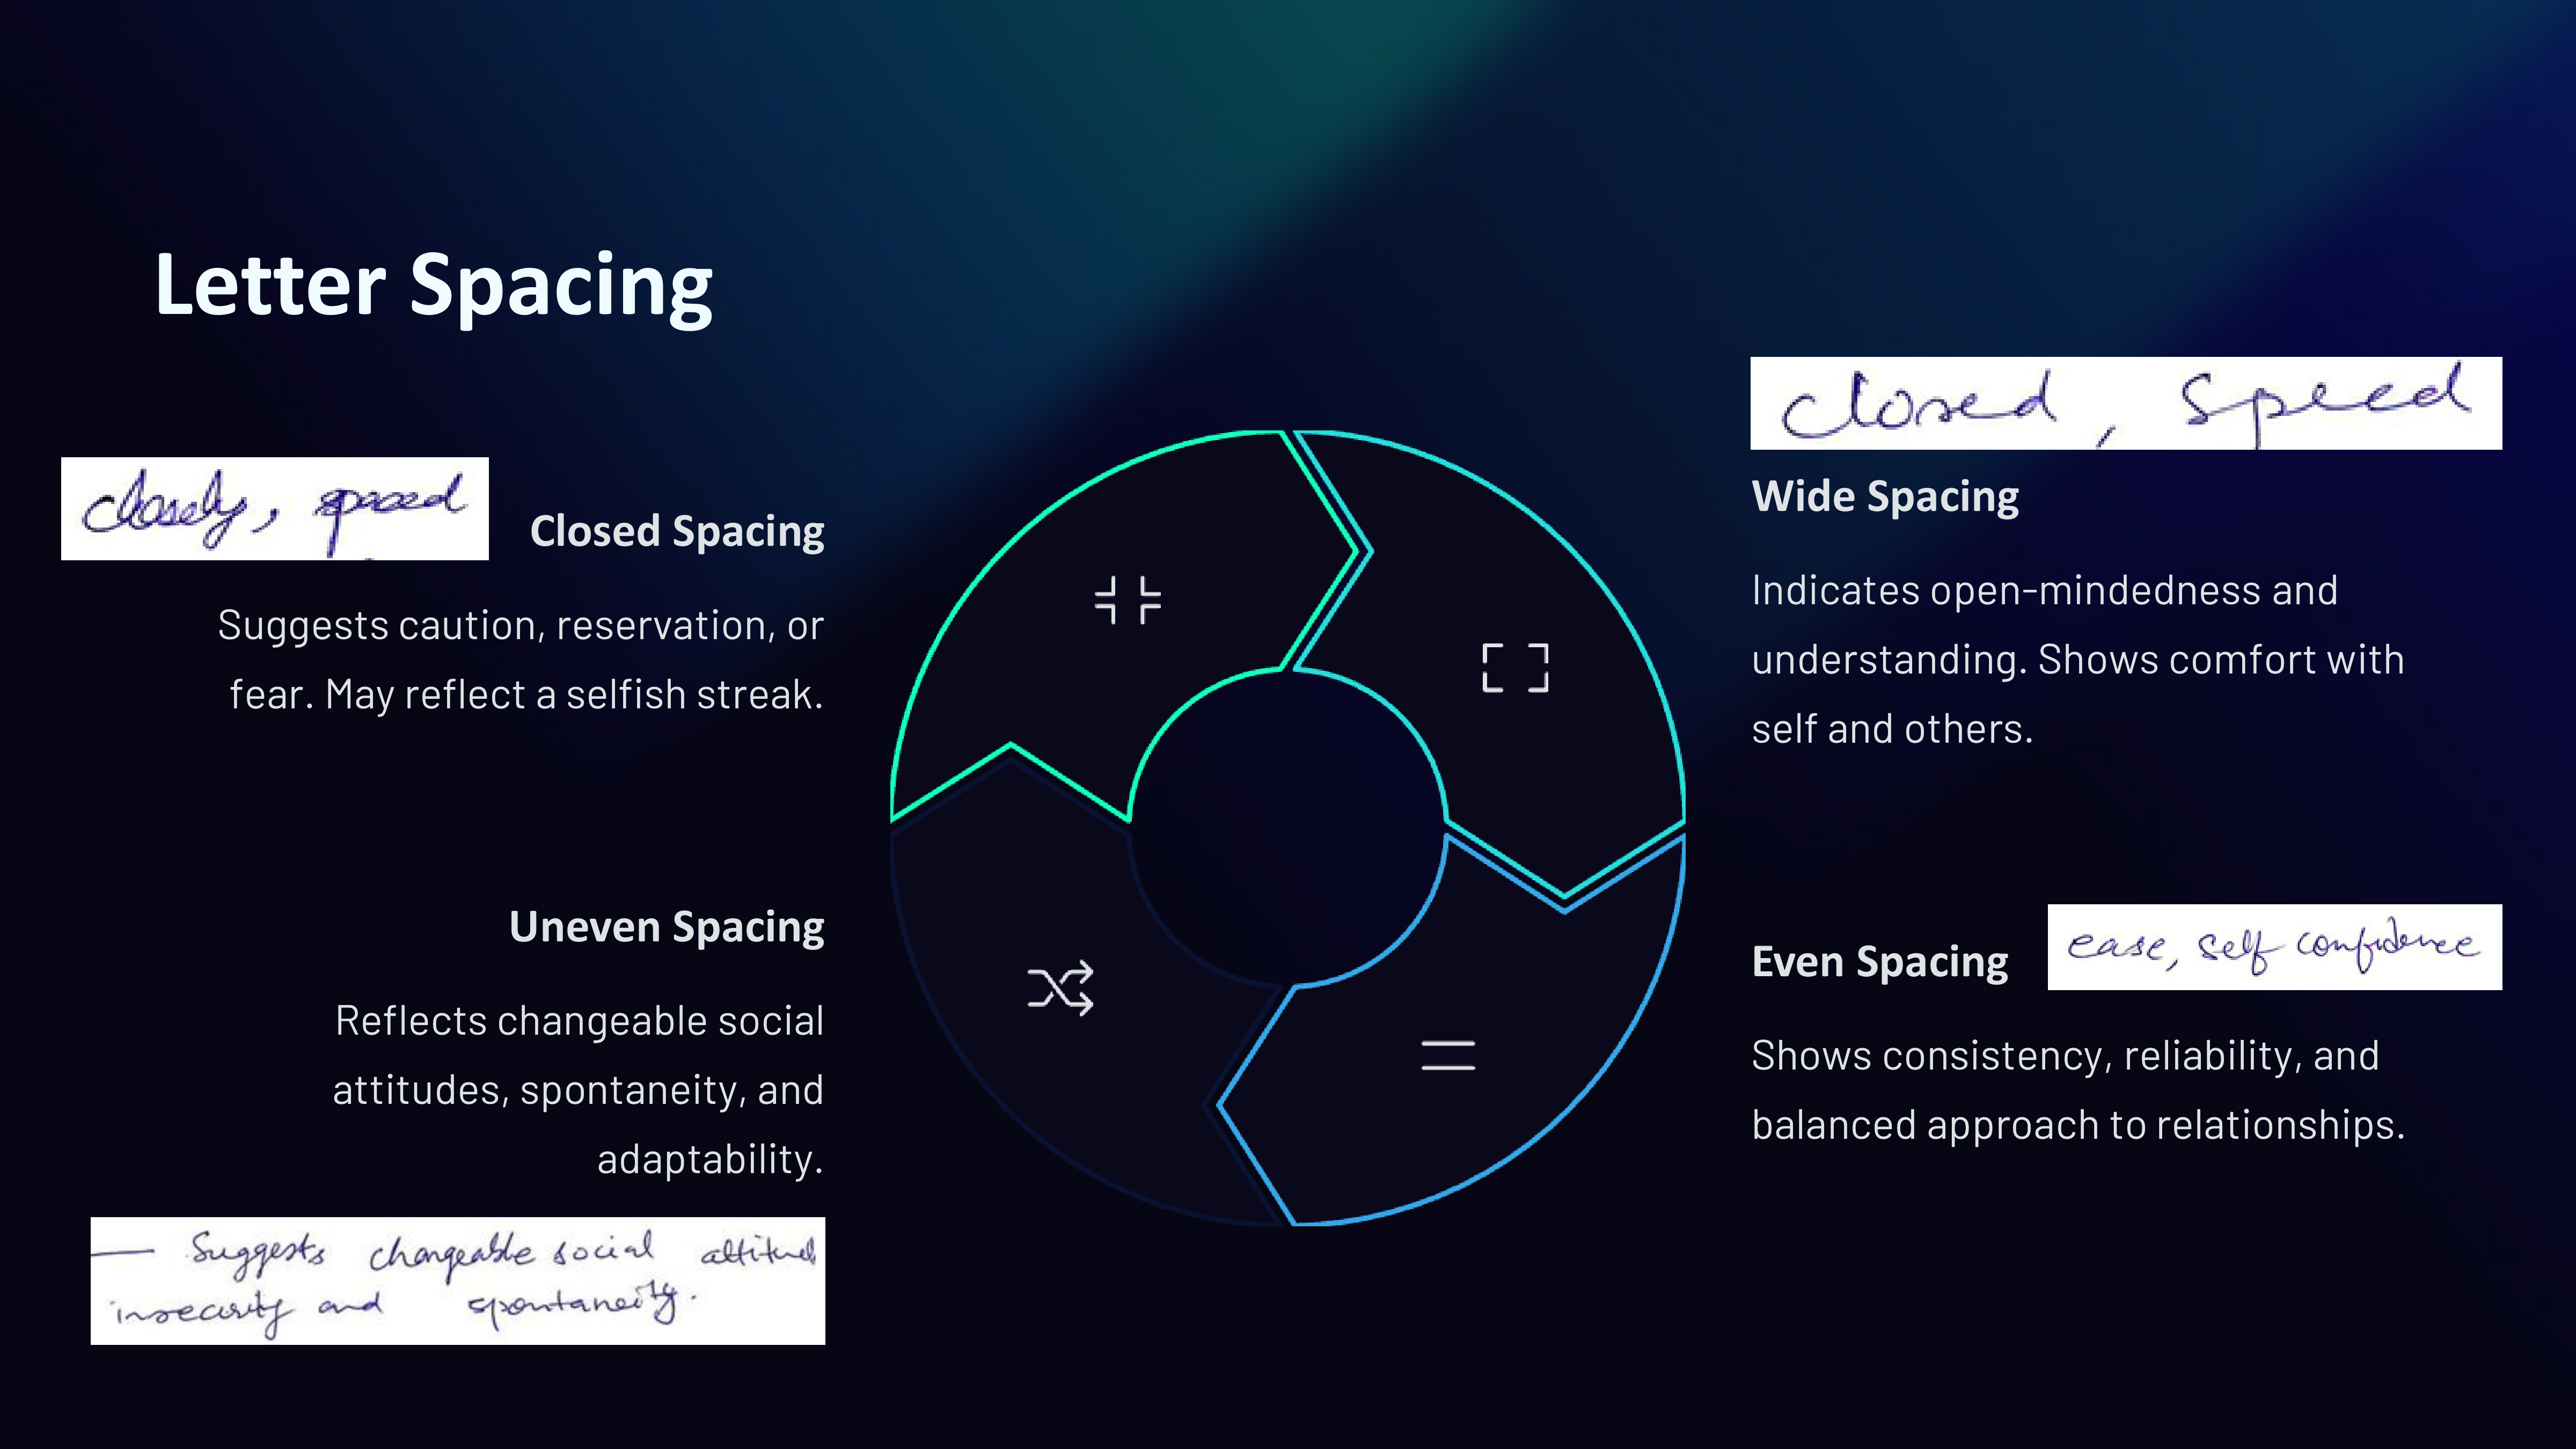 Letter Spacing
closely, spaced
Closed Spacing
Suggests caution, reservation, or
fear. May reflect a selfish streak.
closed, speed
Wide Spacing
Indicates open-mindedness and
understanding. Shows comfort with
self and others.
Uneven Spacing
Reflects changeable social
attitudes, spontaneity, and
adaptability.
— Suggests changeable social attitud
insecurity and spontaneity.
Even Spacing
ease, self confidence
Shows consistency, reliability, and
balanced approach to relationships.